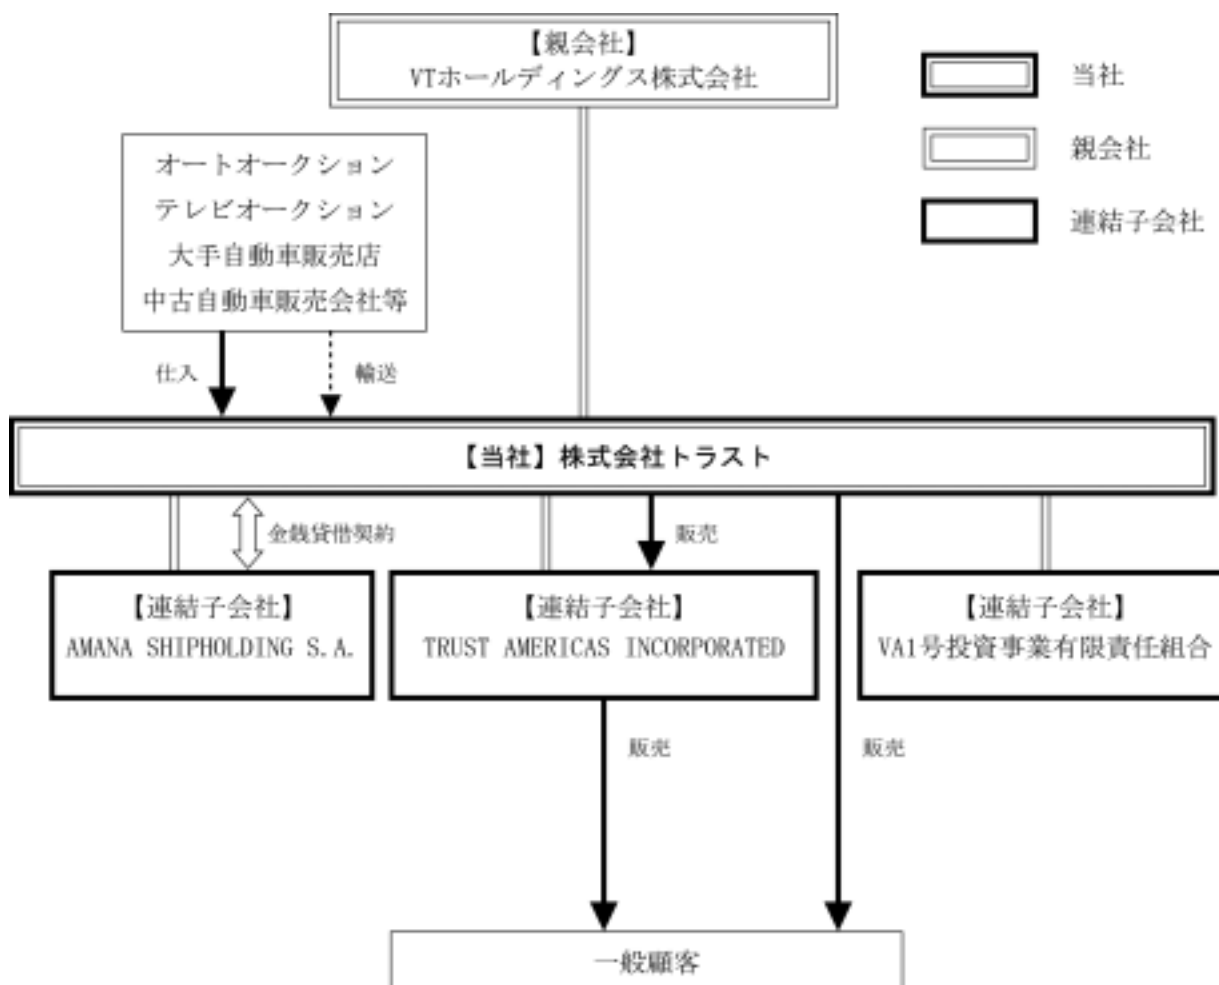 【親会社】
VTホールディングス株式会社
当社
親会社
連結子会社
オートオークション
テレビオークション
大手自動車販売店
中古自動車販売会社等
仕入
輸送
【当社】株式会社トラスト
金銭貸借契約
販売
【連結子会社】
AMANA SHIPHOLDING S.A.
【連結子会社】
TRUST AMERICAS INCORPORATED
【連結子会社】
VA1号投資事業有限責任組合
販売
販売
一般顧客